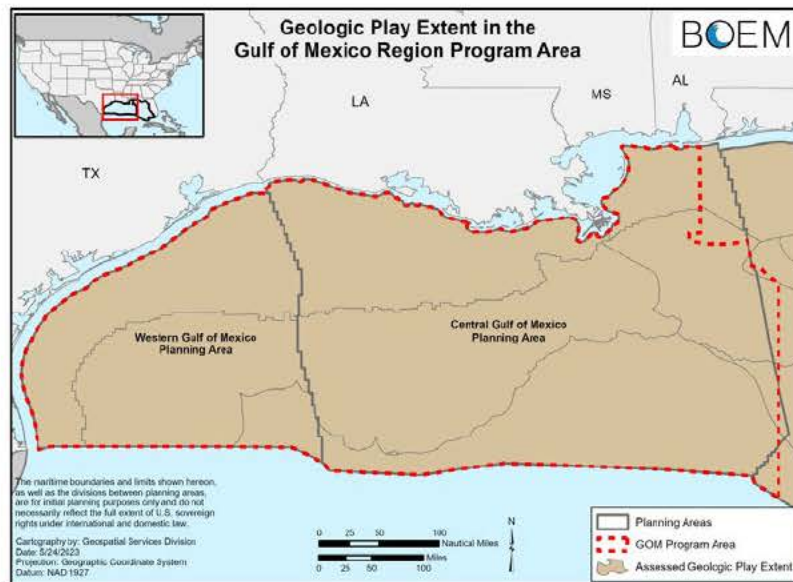 Geologic Play Extent in the
Gulf of Mexico Region Program Area
BOEM
LA
MS
AL
TX
Western Gulf of Mexico
Planning Area
Central Gulf of Mexico
Planning Area
The maritime boundaries and limits shown hereon,
as well as the divisions between planning areas,
are for initial planning purposes only and do not
necessarily reflect the full extent of U.S. sovereign
rights under international and domestic law.
Cartography by: Geospatial Services Division
Date: 5/24/2023
Projection: Geographic Coordinate System
Datum: NAD 1927
0 25 50 100
Nautical Miles
Miles
0 25 50 100
N
Planning Areas
GOM Program Area
Assessed Geologic Play Extent